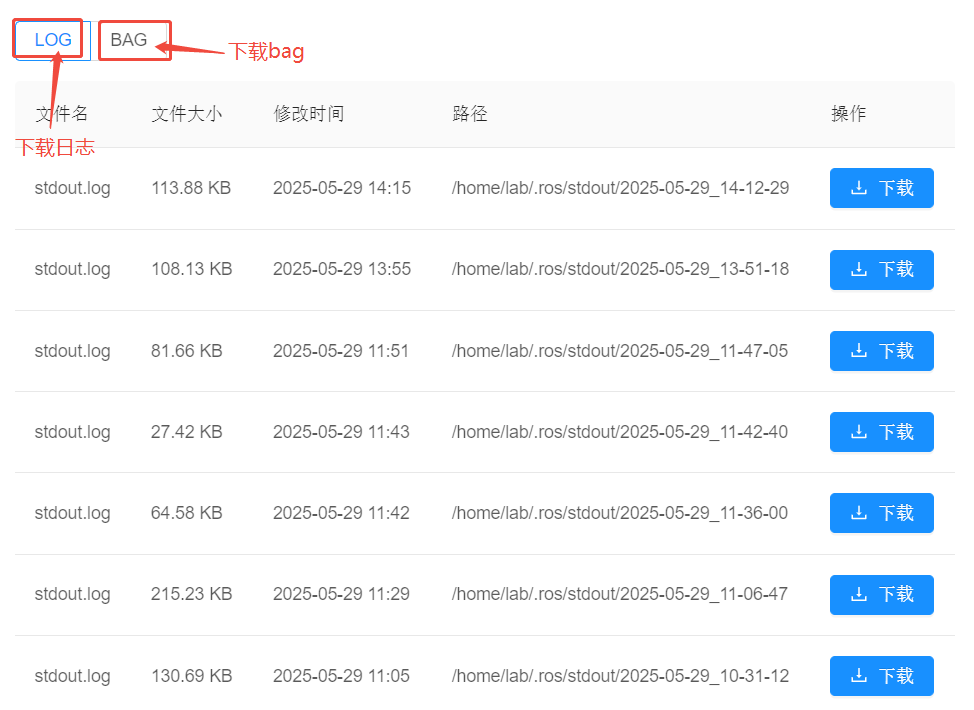 LOG BAG
下载bag
文件名 文件大小 修改时间 路径 操作
下载日志
stdout.log 113.88 KB 2025-05-29 14:15 /home/lab/.ros/stdout/2025-05-29_14-12-29 下载
stdout.log 108.13 KB 2025-05-29 13:55 /home/lab/.ros/stdout/2025-05-29_13-51-18 下载
stdout.log 81.66 KB 2025-05-29 11:51 /home/lab/.ros/stdout/2025-05-29_11-47-05 下载
stdout.log 27.42 KB 2025-05-29 11:43 /home/lab/.ros/stdout/2025-05-29_11-42-40 下载
stdout.log 64.58 KB 2025-05-29 11:42 /home/lab/.ros/stdout/2025-05-29_11-36-00 下载
stdout.log 215.23 KB 2025-05-29 11:29 /home/lab/.ros/stdout/2025-05-29_11-06-47 下载
stdout.log 130.69 KB 2025-05-29 11:05 /home/lab/.ros/stdout/2025-05-29_10-31-12 下载